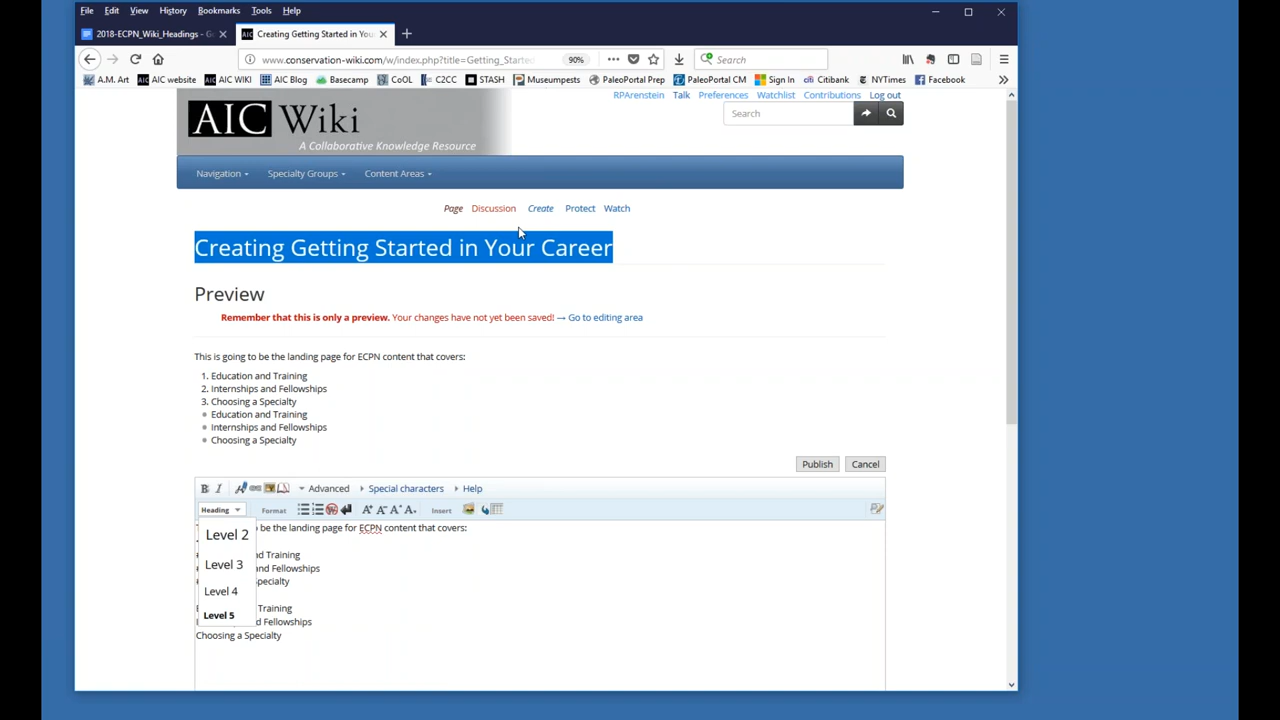 File Edit View History Bookmarks Tools Help
2018-ECPN_Wiki_Headings - G
AIC Creating Getting Started in You
www.conservation-wiki.com/w/index.php?title=Getting_Started 90% Search
A.M. Art AIC website AIC WIKI AIC Blog Basecamp CoOL C2CC STASH Museumpests PaleoPortal Prep PaleoPortal CM Sign In Citibank NYTimes Facebook
RPArenstein Talk Preferences Watchlist Contributions Log out
AIC Wiki
A Collaborative Knowledge Resource
Search
Navigation Specialty Groups Content Areas
Page Discussion Create Protect Watch
Creating Getting Started in Your Career
Preview
Remember that this is only a preview. Your changes have not yet been saved! → Go to editing area
This is going to be the landing page for ECPN content that covers:
1. Education and Training
2. Internships and Fellowships
3. Choosing a Specialty
Education and Training
Internships and Fellowships
Choosing a Specialty
Publish Cancel
B I Advanced Special characters Help
Heading Format Insert
be the landing page for ECPN content that covers:
Level 2
nd Training
Level 3
and Fellowships
Specialty
Level 4
Training
Level 5
d Fellowships
Choosing a Specialty